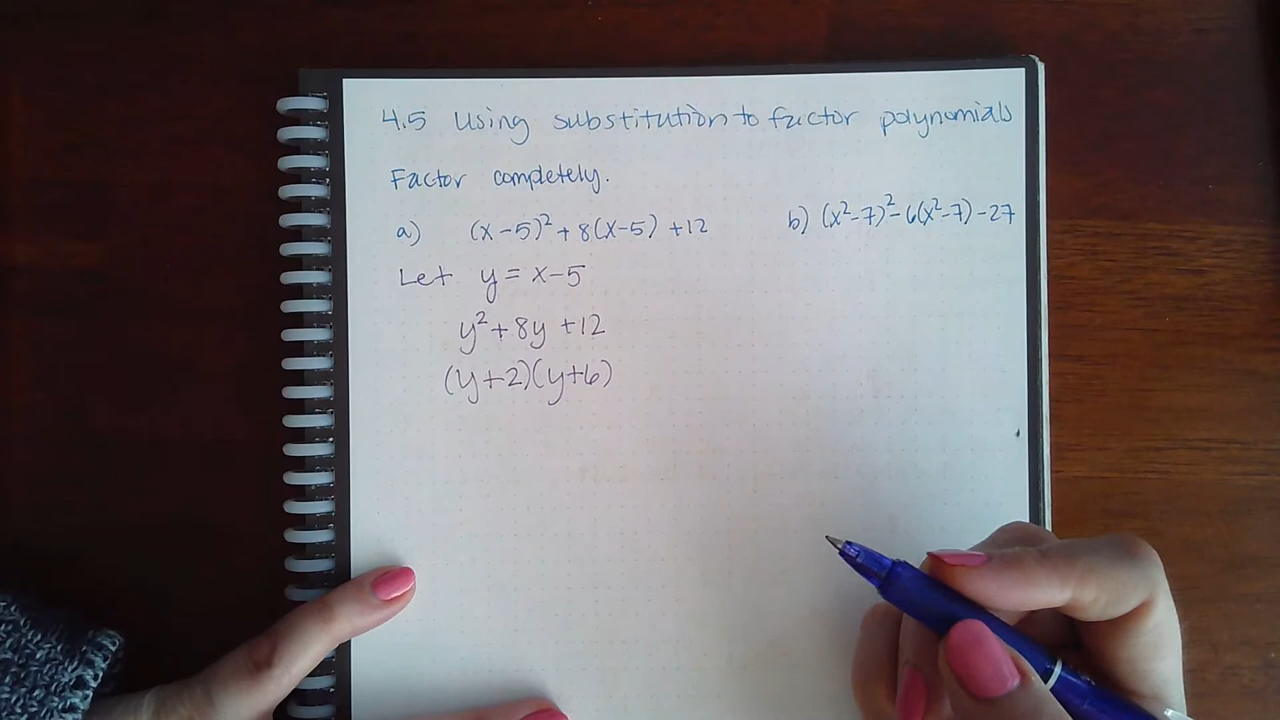 4.5 Using substitution to factor polynomials
Factor completely.
a) (x-5)²+8(x-5)+12
b) (x²-7)²-6(x²-7)-27
Let y=x-5
y²+8y+12
(y+2)(y+6)